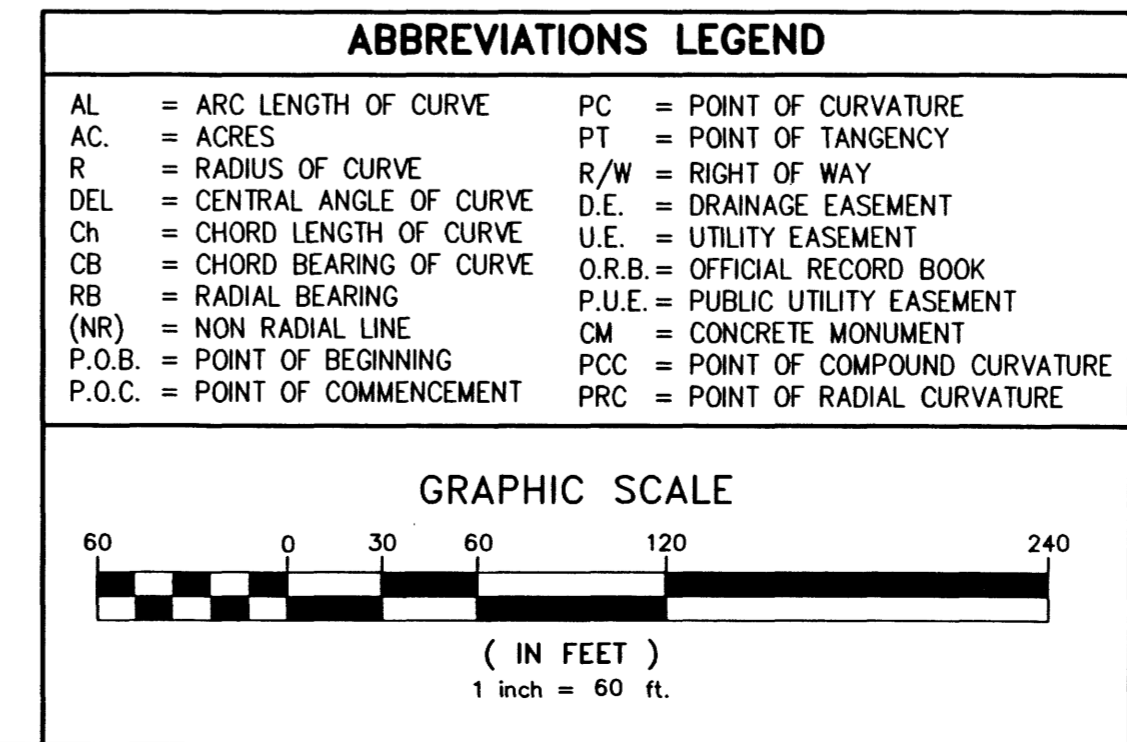 ABBREVIATIONS LEGEND
AL = ARC LENGTH OF CURVE
AC. = ACRES
R = RADIUS OF CURVE
DEL = CENTRAL ANGLE OF CURVE
Ch = CHORD LENGTH OF CURVE
CB = CHORD BEARING OF CURVE
RB = RADIAL BEARING
(NR) = NON RADIAL LINE
P.O.B. = POINT OF BEGINNING
P.O.C. = POINT OF COMMENCEMENT
PC = POINT OF CURVATURE
PT = POINT OF TANGENCY
R/W = RIGHT OF WAY
D.E. = DRAINAGE EASEMENT
U.E. = UTILITY EASEMENT
O.R.B. = OFFICIAL RECORD BOOK
P.U.E. = PUBLIC UTILITY EASEMENT
CM = CONCRETE MONUMENT
PCC = POINT OF COMPOUND CURVATURE
PRC = POINT OF RADIAL CURVATURE
GRAPHIC SCALE
60 0 30 60 120 240
( IN FEET )
1 inch = 60 ft.